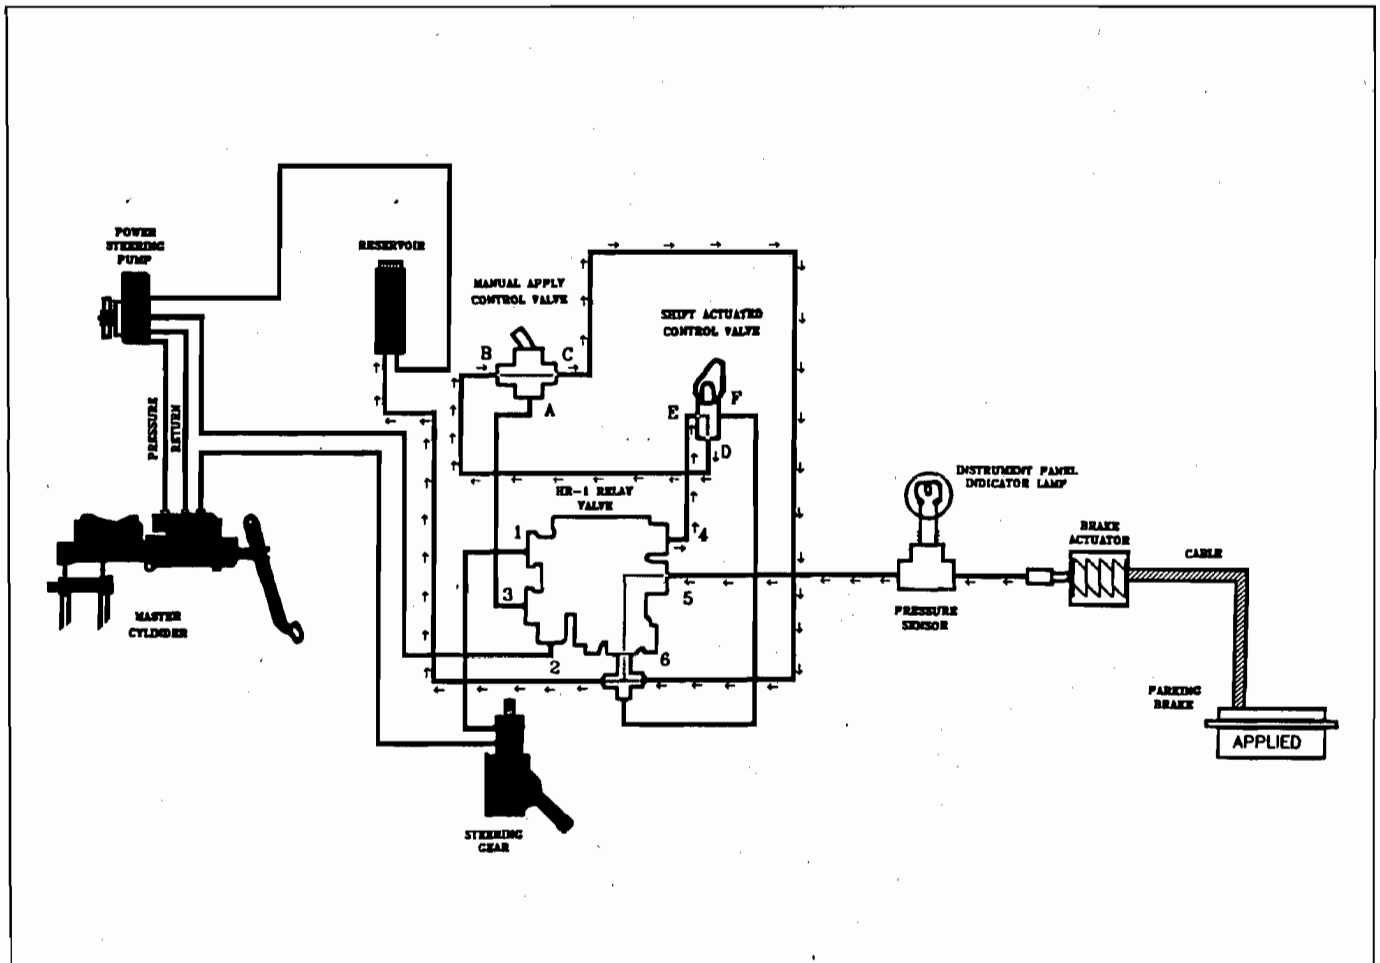 POWER
STEERING
PUMP
RESERVOIR
MANUAL APPLY
CONTROL VALVE
SHIFT ACTUATED
CONTROL VALVE
B
C
A
E
F
D
PRESSURE
RETURN
HR-1 RELAY
VALVE
1
4
3
5
2
6
INSTRUMENT PANEL
INDICATOR LAMP
BRAKE
ACTUATOR
CABLE
PRESSURE
SENSOR
MASTER
CYLINDER
PARKING
BRAKE
APPLIED
STEERING
GEAR